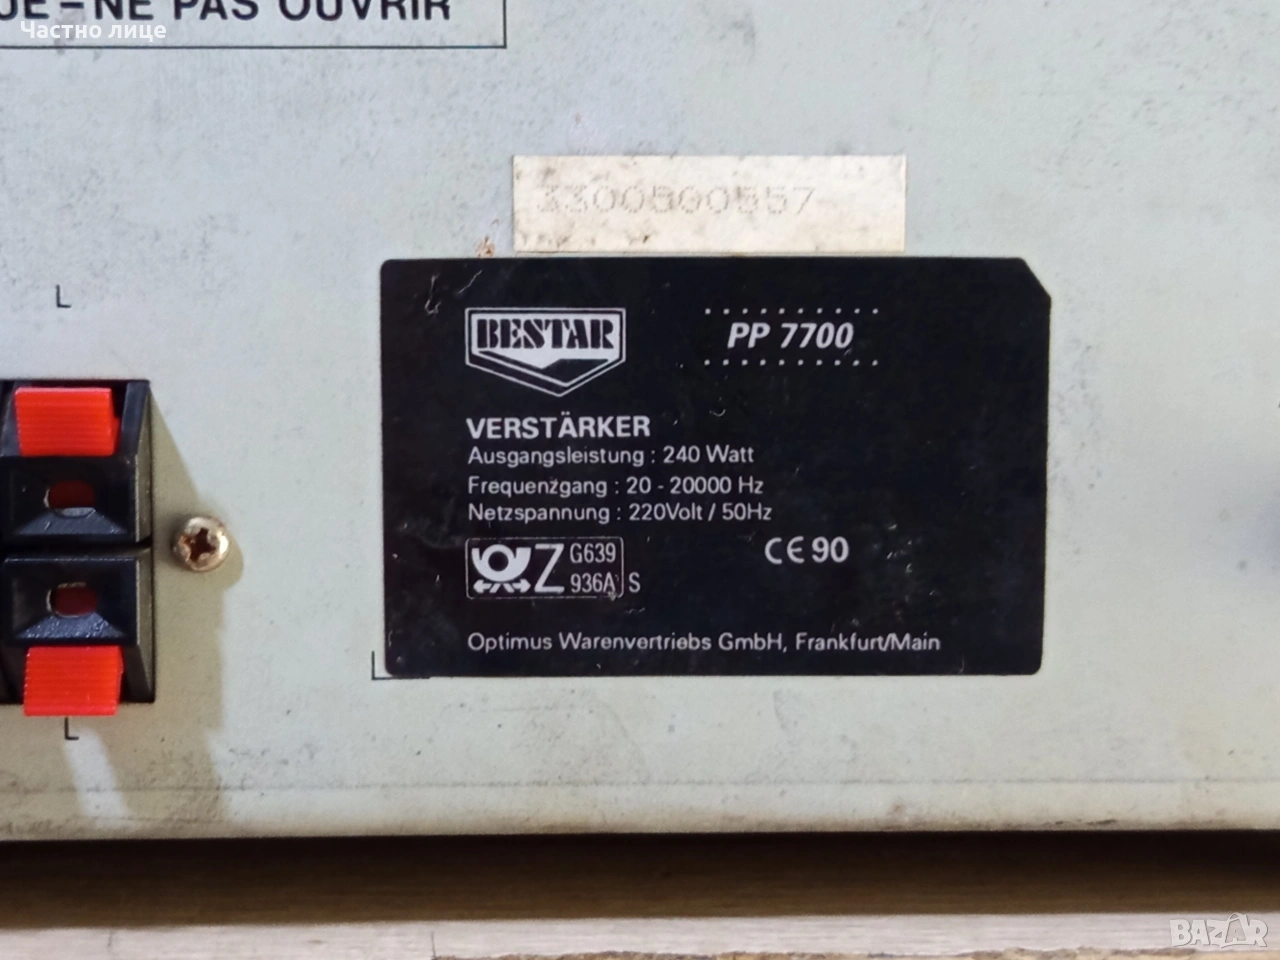 UE – NE PAS OUVRIR
Частно лице
3300500557
L
BESTAR
PP 7700
VERSTÄRKER
Ausgangsleistung : 240 Watt
Frequenzgang : 20 - 20000 Hz
Netzspannung : 220Volt / 50Hz
Z G639
936A S
CE 90
Optimus Warenvertriebs GmbH, Frankfurt/Main
L
BAZAR